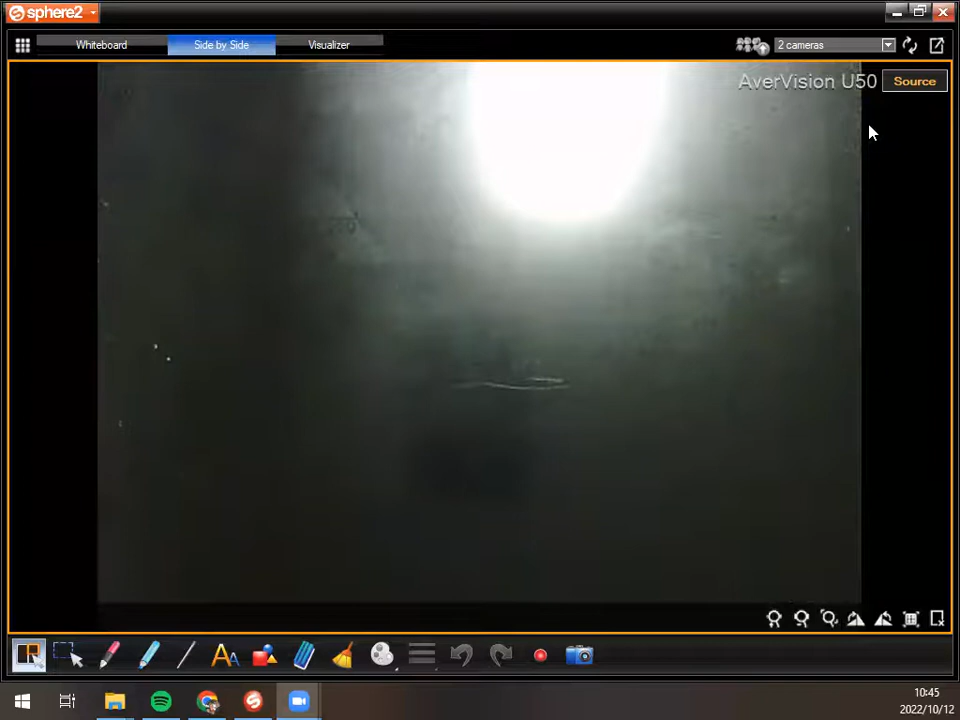 sphere2
Whiteboard
Side by Side
Visualizer
2 cameras
AverVision U50
Source
10:45
2022/10/12